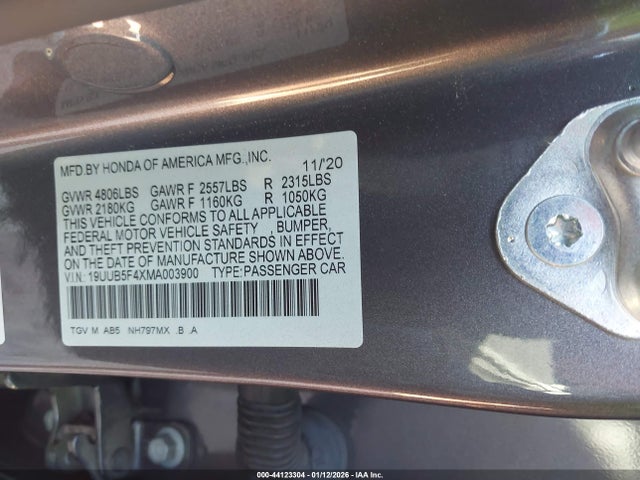 MFD.BY HONDA OF AMERICA MFG.,INC. 11/'20
GVWR 4806LBS GAWR F 2557LBS R 2315LBS
GVWR 2180KG GAWR F 1160KG R 1050KG
THIS VEHICLE CONFORMS TO ALL APPLICABLE
FEDERAL MOTOR VEHICLE SAFETY , BUMPER,
AND THEFT PREVENTION STANDARDS IN EFFECT
ON THE DATE OF MANUFACTURE SHOWN ABOVE.
V.I.N: 19UUB5F4XMA003900 TYPE:PASSENGER CAR
TGV M AB5 NH797MX .B .A
000-44123304 | 01/12/2026 - IAA Inc.